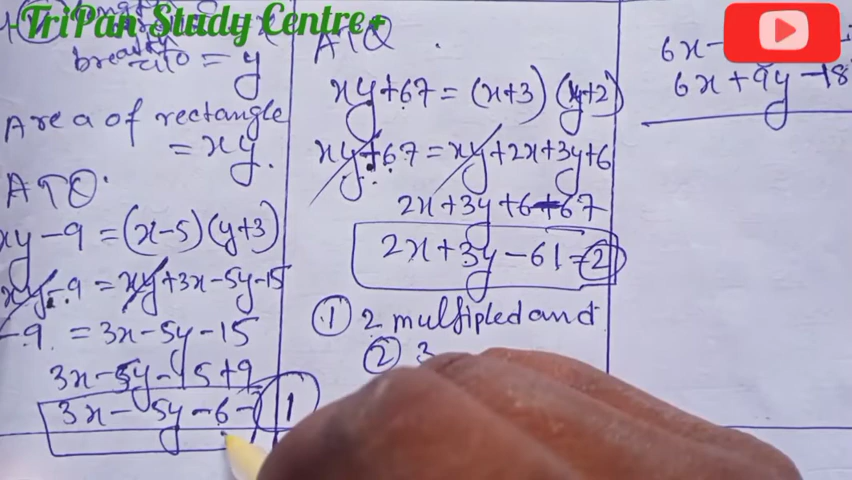 TriPan Study Centre+
length
= x
breadth
= y
Area of rectangle
= xy.
ATQ.
xy-9 = (x-5) (y+3)
xy-9 = xy+3x-5y-15
-9 = 3x-5y-15
3x-5y-15+9
3x-5y-6-①
ATQ
xy+67 = (x+3) (y+2)
xy+67 = xy+2x+3y+6
2x+3y+6-67
2x+3y-61-②
① 2 multipled and
② 3
6x-
6x+9y-18